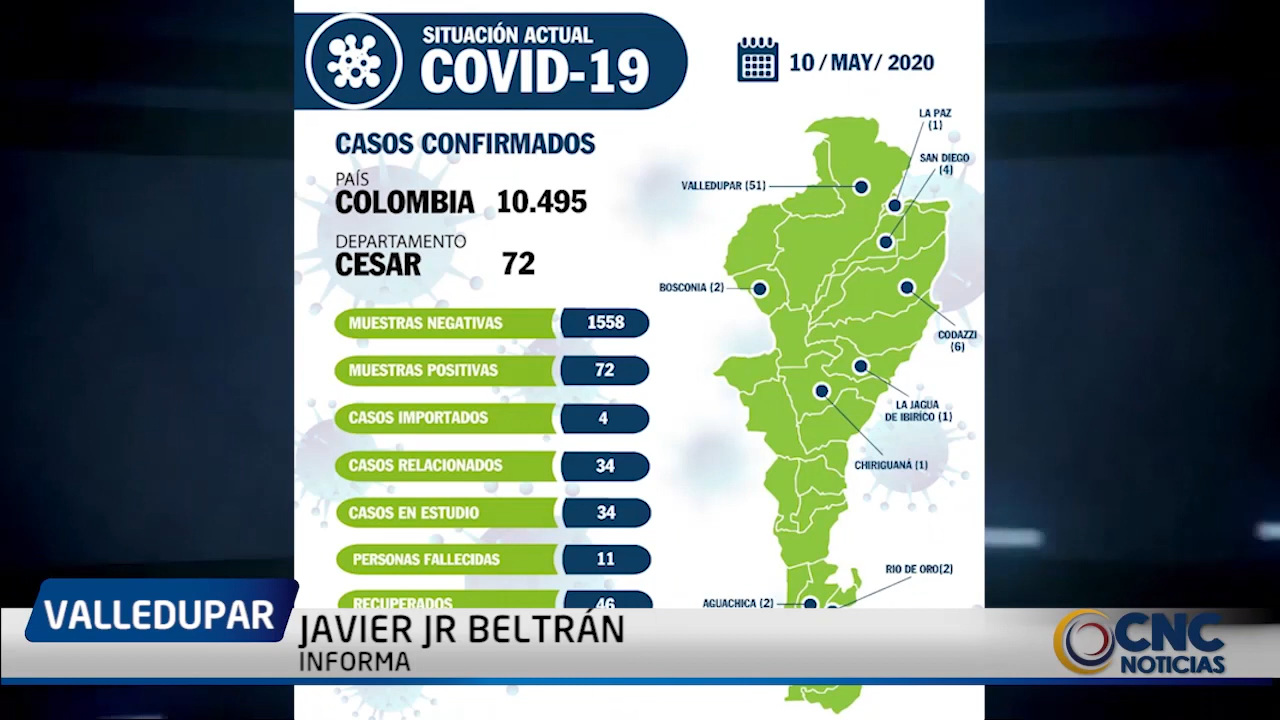 SITUACIÓN ACTUAL
COVID-19
10 / MAY / 2020
CASOS CONFIRMADOS
PAÍS
COLOMBIA 10.495
DEPARTAMENTO
CESAR 72
MUESTRAS NEGATIVAS 1558
MUESTRAS POSITIVAS 72
CASOS IMPORTADOS 4
CASOS RELACIONADOS 34
CASOS EN ESTUDIO 34
PERSONAS FALLECIDAS 11
RECUPERADOS 46
LA PAZ
(1)
SAN DIEGO
(4)
VALLEDUPAR (51)
BOSCONIA (2)
CODAZZI
(6)
LA JAGUA
DE IBIRICO (1)
CHIRIGUANÁ (1)
RIO DE ORO(2)
AGUACHICA (2)
VALLEDUPAR
JAVIER JR BELTRÁN
INFORMA
CNC
NOTICIAS